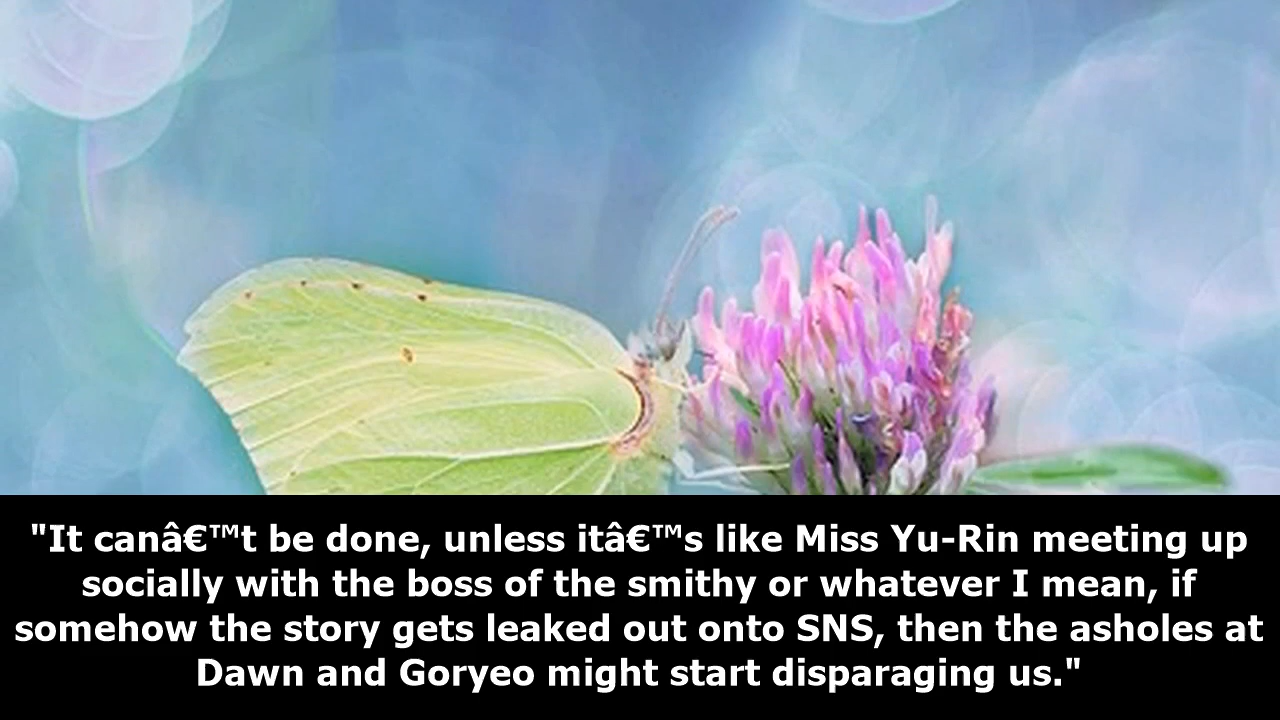 "It canâ€™t be done, unless itâ€™s like Miss Yu-Rin meeting up
socially with the boss of the smithy or whatever I mean, if
somehow the story gets leaked out onto SNS, then the asholes at
Dawn and Goryeo might start disparaging us."